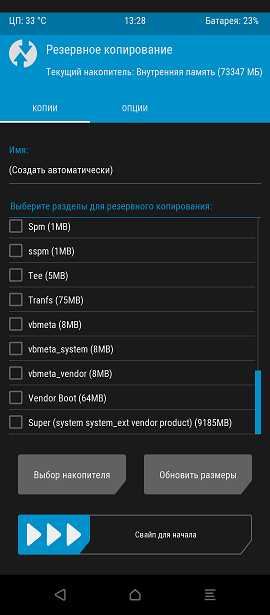 ЦП: 33 °C 13:28 Батарея: 23%
Резервное копирование
Текущий накопитель: Внутренняя память (73347 МБ)
КОПИИ ОПЦИИ
Имя:
(Создать автоматически)
Выберите разделы для резервного копирования:
Spm (1MB)
sspm (1MB)
Tee (5MB)
Tranfs (75MB)
vbmeta (8MB)
vbmeta_system (8MB)
vbmeta_vendor (8MB)
Vendor Boot (64MB)
Super (system system_ext vendor product) (9185MB)
Выбор накопителя Обновить размеры
Свайп для начала